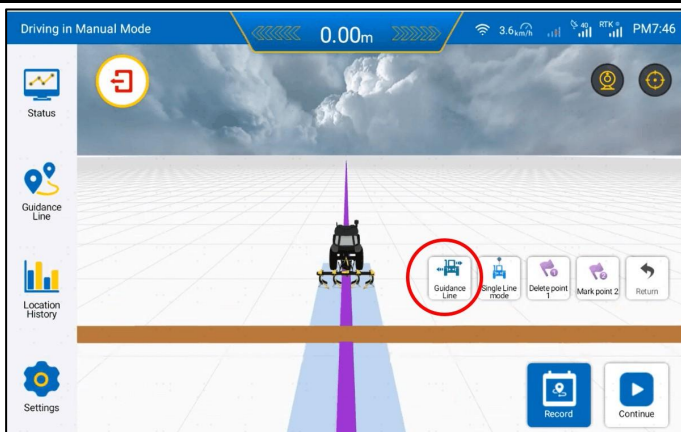 Driving in Manual Mode
0.00m
3.6km/h
40
RTK
PM7:46
Status
Guidance
Line
Location
History
Settings
Guidance
Line
Single Line
mode
Delete point
1
Mark point 2
Return
Record
Continue